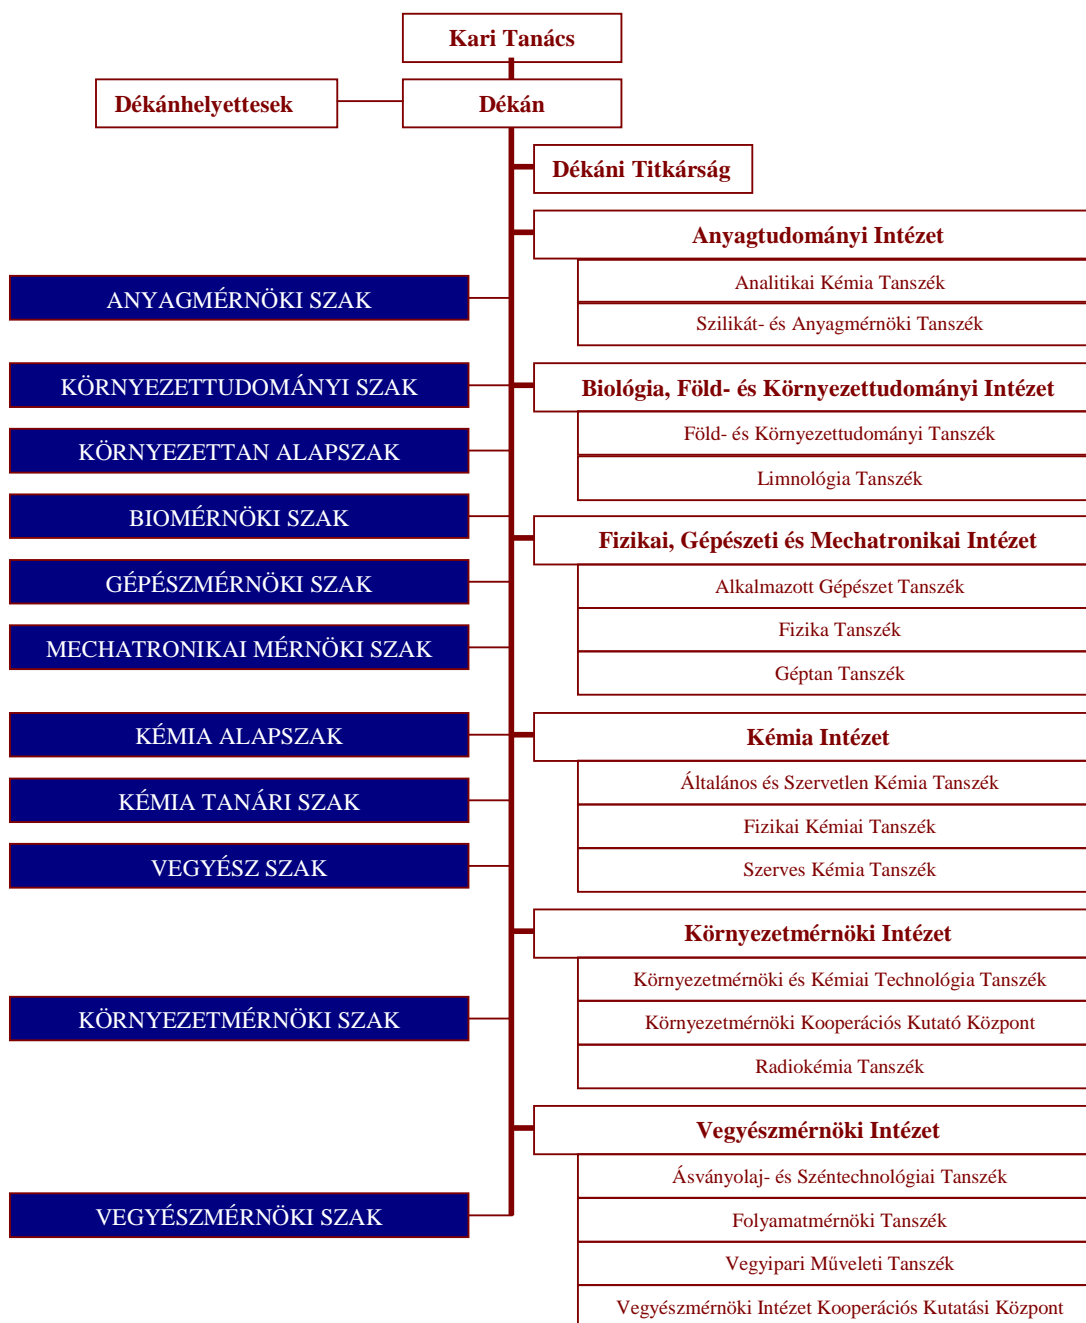 Kari Tanács
Dékánhelyettesek
Dékán
Dékáni Titkárság
Anyagtudományi Intézet
Analitikai Kémia Tanszék
ANYAGMÉRNÖKI SZAK
Szilikát- és Anyagmérnöki Tanszék
KÖRNYEZETTUDOMÁNYI SZAK
Biológia, Föld- és Környezettudományi Intézet
Föld- és Környezettudományi Tanszék
KÖRNYEZETTAN ALAPSZAK
Limnológia Tanszék
BIOMÉRNÖKI SZAK
Fizikai, Gépészeti és Mechatronikai Intézet
GÉPÉSZMÉRNÖKI SZAK
Alkalmazott Gépészet Tanszék
Fizika Tanszék
MECHATRONIKAI MÉRNÖKI SZAK
Géptan Tanszék
KÉMIA ALAPSZAK
Kémia Intézet
Általános és Szervetlen Kémia Tanszék
KÉMIA TANÁRI SZAK
Fizikai Kémiai Tanszék
VEGYÉSZ SZAK
Szerves Kémia Tanszék
Környezetmérnöki Intézet
Környezetmérnöki és Kémiai Technológia Tanszék
KÖRNYEZETMÉRNÖKI SZAK
Környezetmérnöki Kooperációs Kutató Központ
Radiokémia Tanszék
Vegyészmérnöki Intézet
Ásványolaj- és Széntechnológiai Tanszék
VEGYÉSZMÉRNÖKI SZAK
Folyamatmérnöki Tanszék
Vegyipari Műveleti Tanszék
Vegyészmérnöki Intézet Kooperációs Kutatási Központ